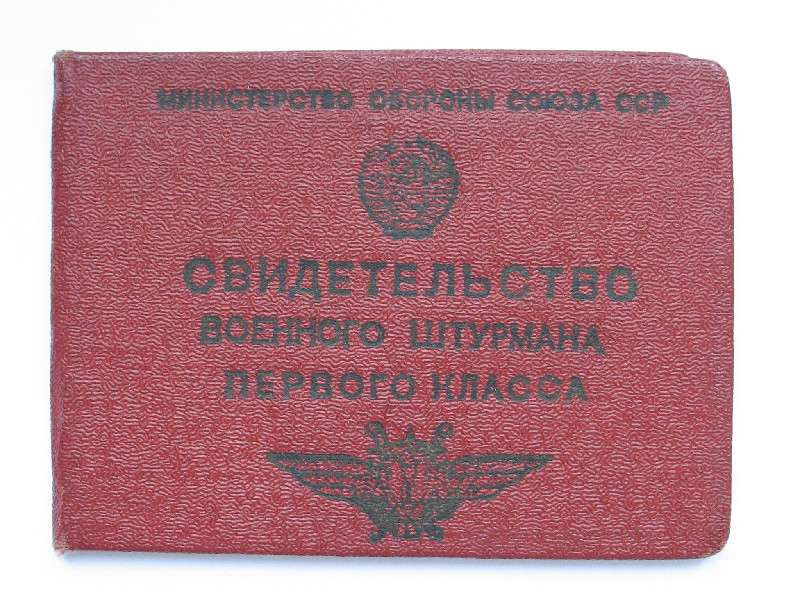 МИНИСТЕРСТВО ОБОРОНЫ СОЮЗА ССР
СВИДЕТЕЛЬСТВО
ВОЕННОГО ШТУРМАНА
ПЕРВОГО КЛАССА